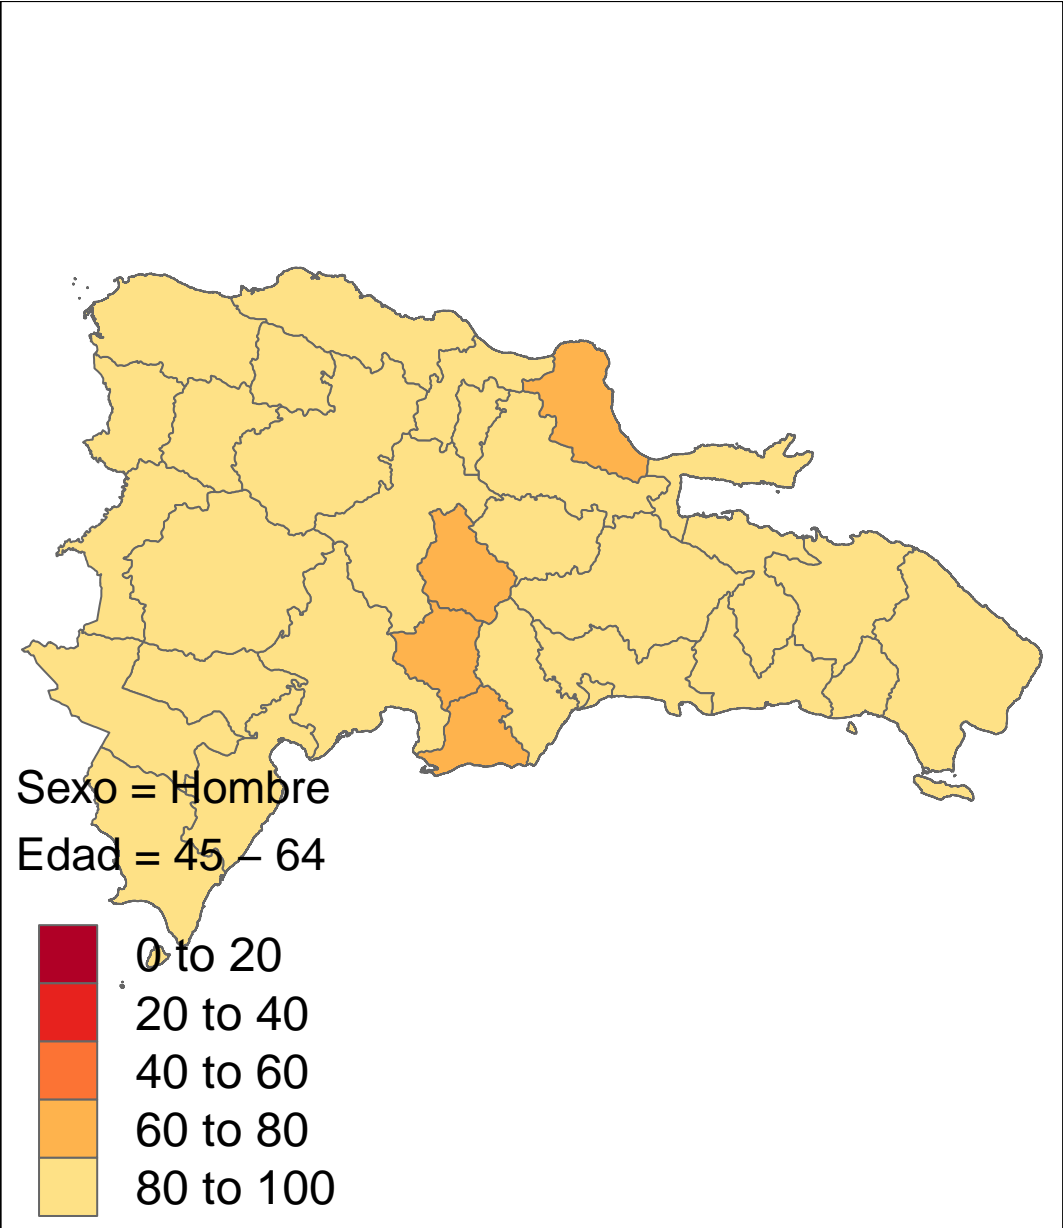 Sexo = Hombre
Edad = 45 – 64
0 to 20
20 to 40
40 to 60
60 to 80
80 to 100